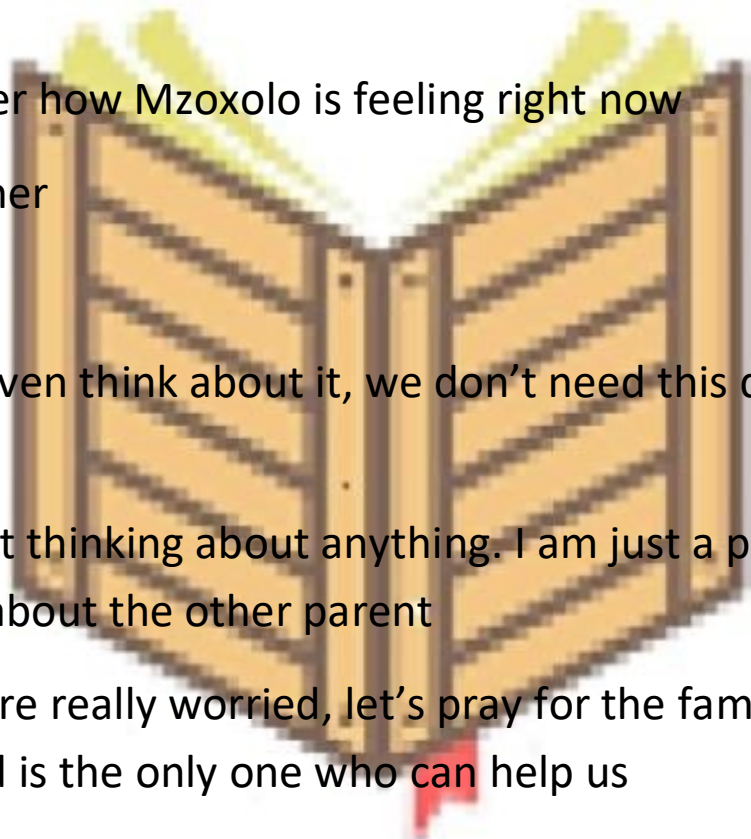 er how Mzoxolo is feeling right now
ner
ven think about it, we don’t need this
t thinking about anything. I am just a p
about the other parent
re really worried, let’s pray for the fam
is the only one who can help us